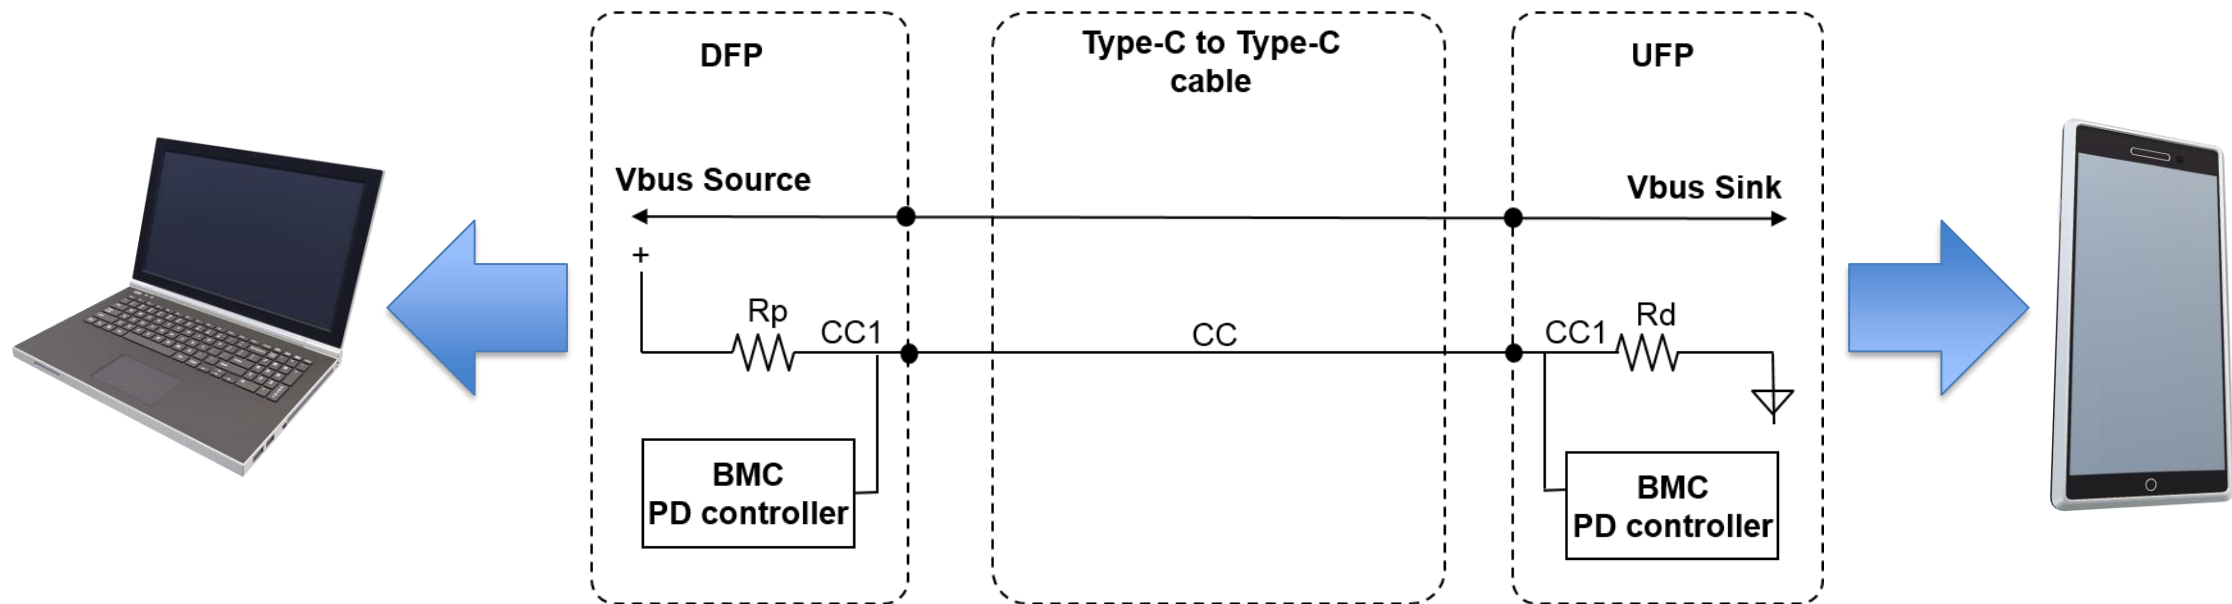 DFP
Type-C to Type-C
cable
UFP
Vbus Source
Vbus Sink
+
Rp
CC1
CC
CC1
Rd
BMC
PD controller
BMC
PD controller